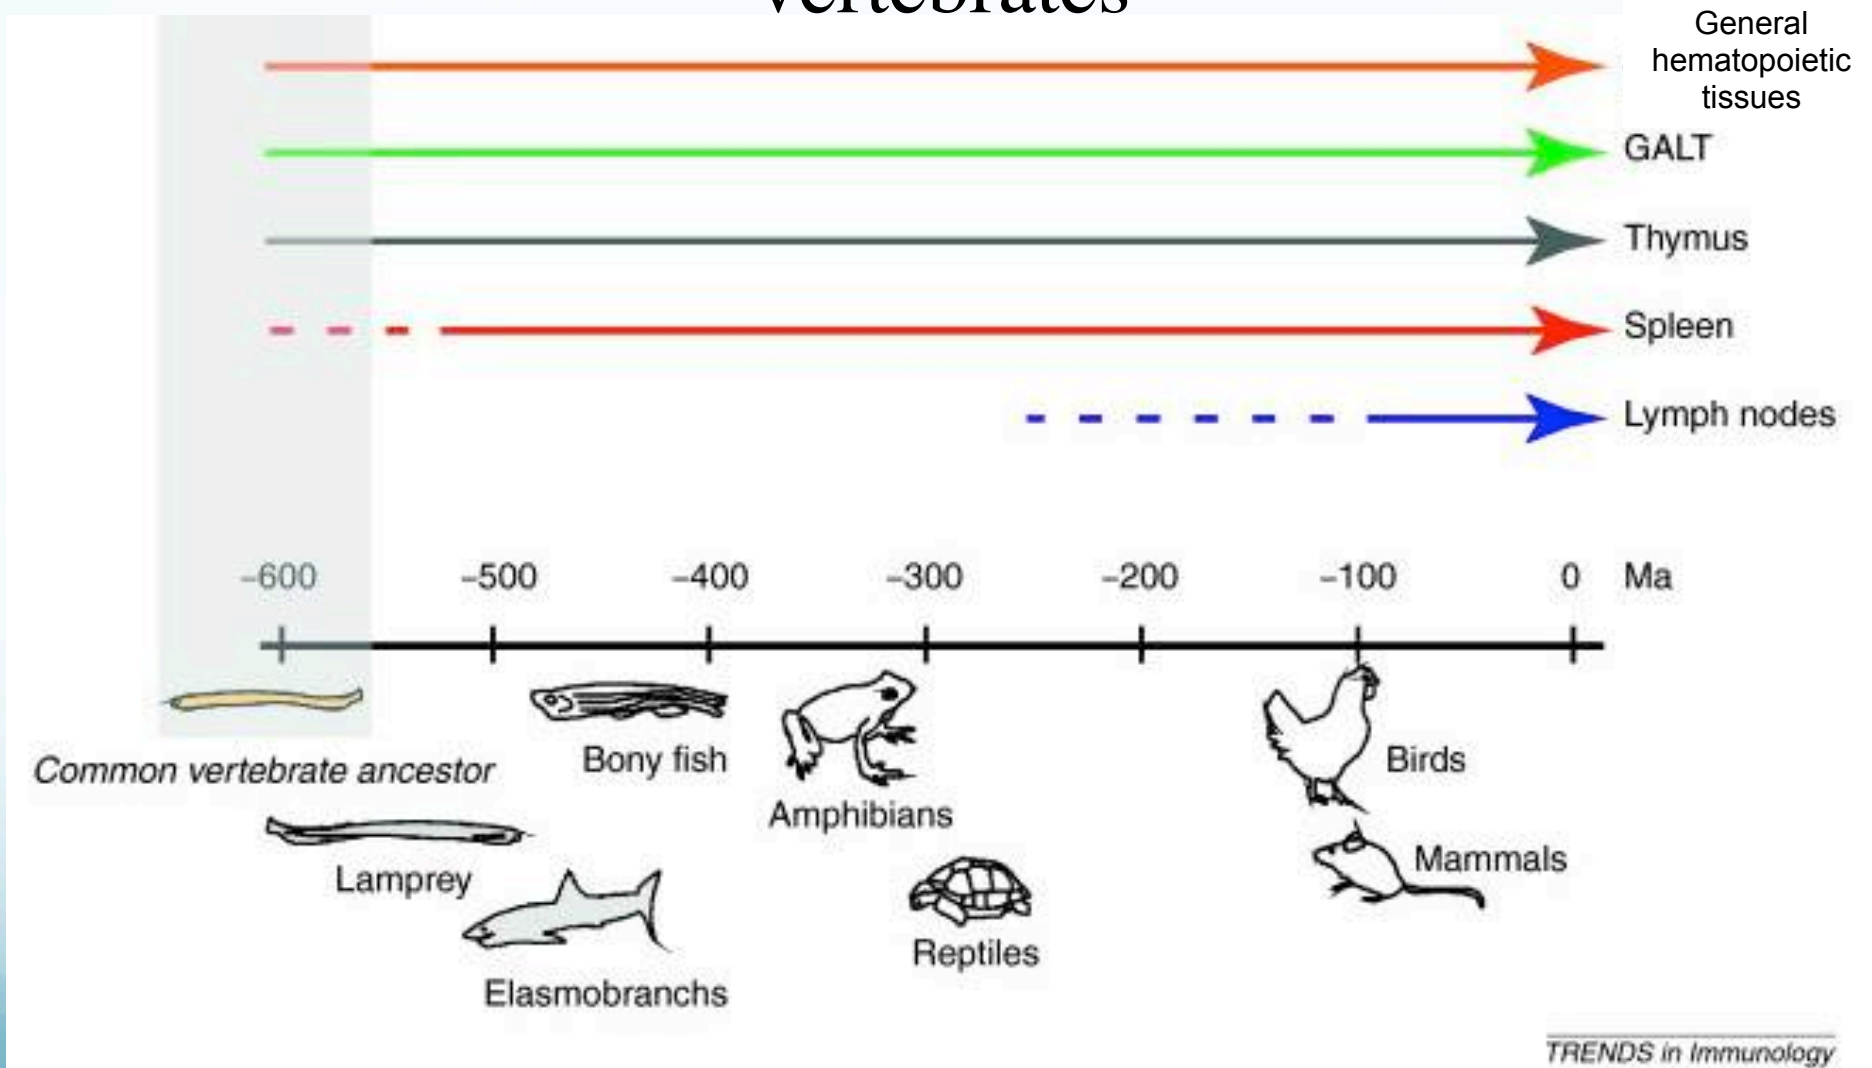 vertebrates
General
hematopoietic
tissues
GALT
Thymus
Spleen
Lymph nodes
−600 −500 −400 −300 −200 −100 0 Ma
Common vertebrate ancestor
Bony fish
Amphibians
Birds
Lamprey
Mammals
Reptiles
Elasmobranchs
TRENDS in Immunology